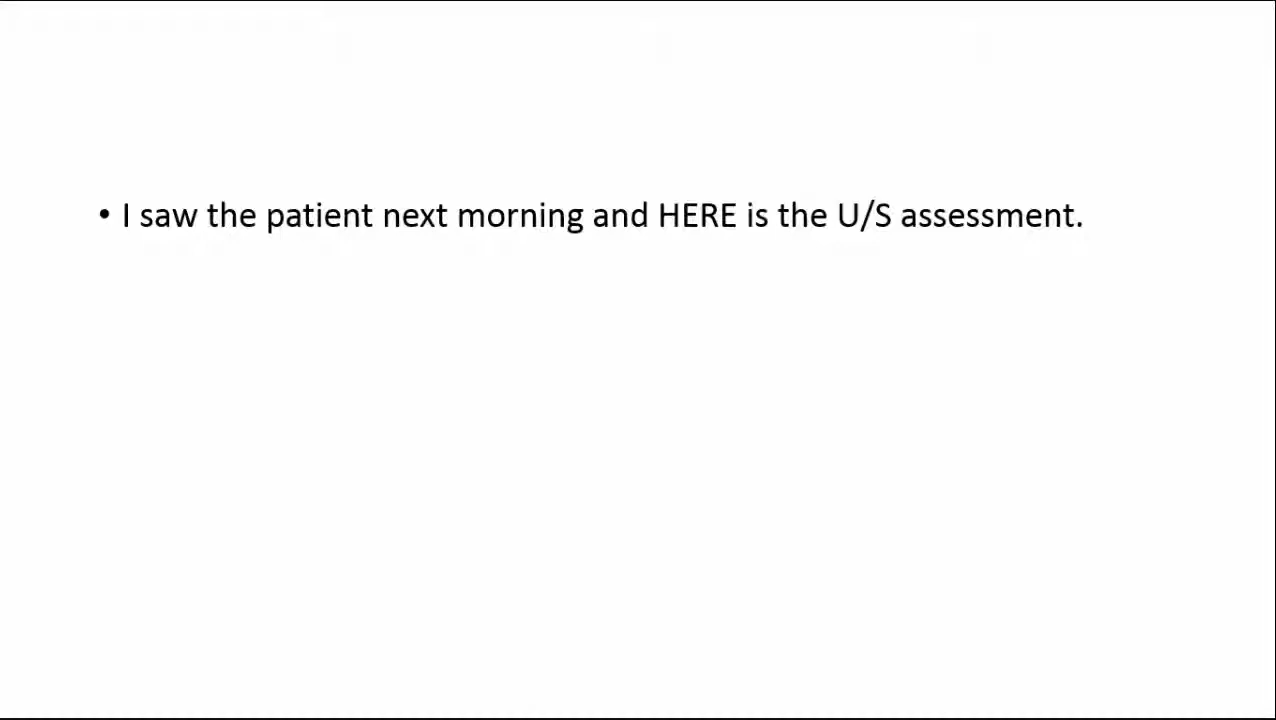 • I saw the patient next morning and HERE is the U/S assessment.